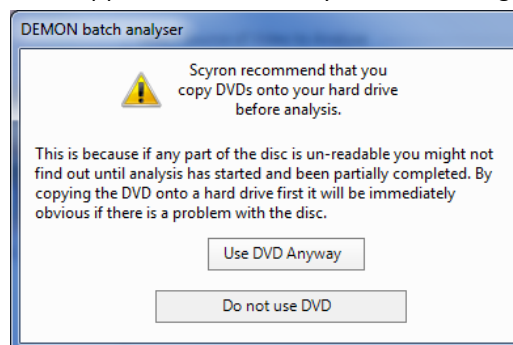 DEMON batch analyser
Scyron recommend that you
copy DVDs onto your hard drive
before analysis.
This is because if any part of the disc is un-readable you might not
find out until analysis has started and been partially completed. By
copying the DVD onto a hard drive first it will be immediately
obvious if there is a problem with the disc.
Use DVD Anyway
Do not use DVD